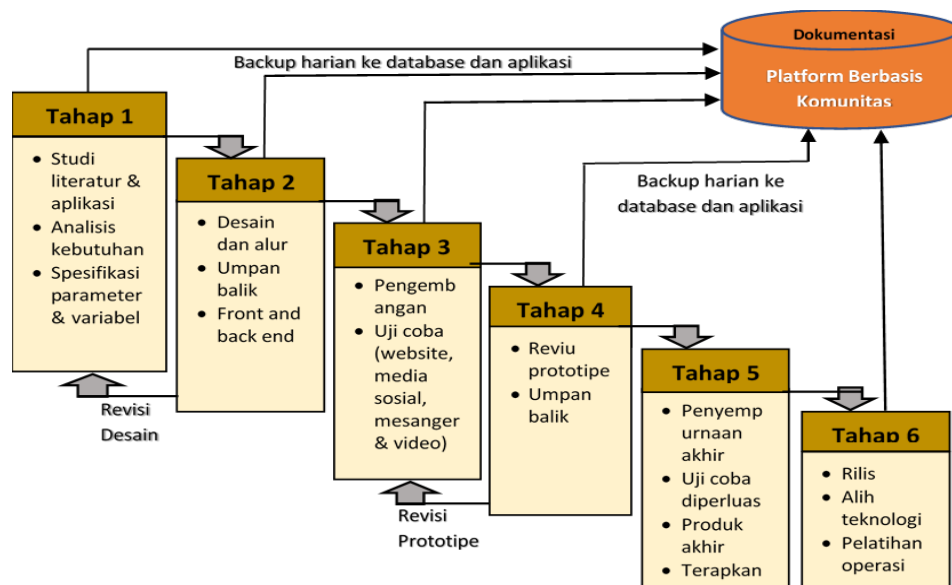 Dokumentasi
Platform Berbasis
Komunitas
Backup harian ke database dan aplikasi
Tahap 1
• Studi
literatur &
aplikasi
• Analisis
kebutuhan
• Spesifikasi
parameter
& variabel
Tahap 2
• Desain
dan alur
• Umpan
balik
• Front and
back end
Revisi
Desain
Tahap 3
• Pengemb
angan
• Uji coba
(website,
media
sosial,
mesanger
& video)
Backup harian ke
database dan aplikasi
Tahap 4
• Reviu
prototipe
• Umpan
balik
Revisi
Prototipe
Tahap 5
• Penyemp
urnaan
akhir
• Uji coba
diperluas
• Produk
akhir
• Terapkan
Tahap 6
• Rilis
• Alih
teknologi
• Pelatihan
operasi